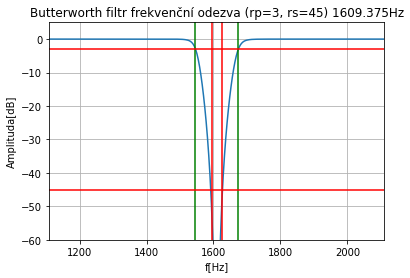 Butterworth filtr frekvenční odezva (rp=3, rs=45) 1609.375Hz
0
−10
−20
−30
−40
−50
−60
Amplituda[dB]
1200 1400 1600 1800 2000
f[Hz]